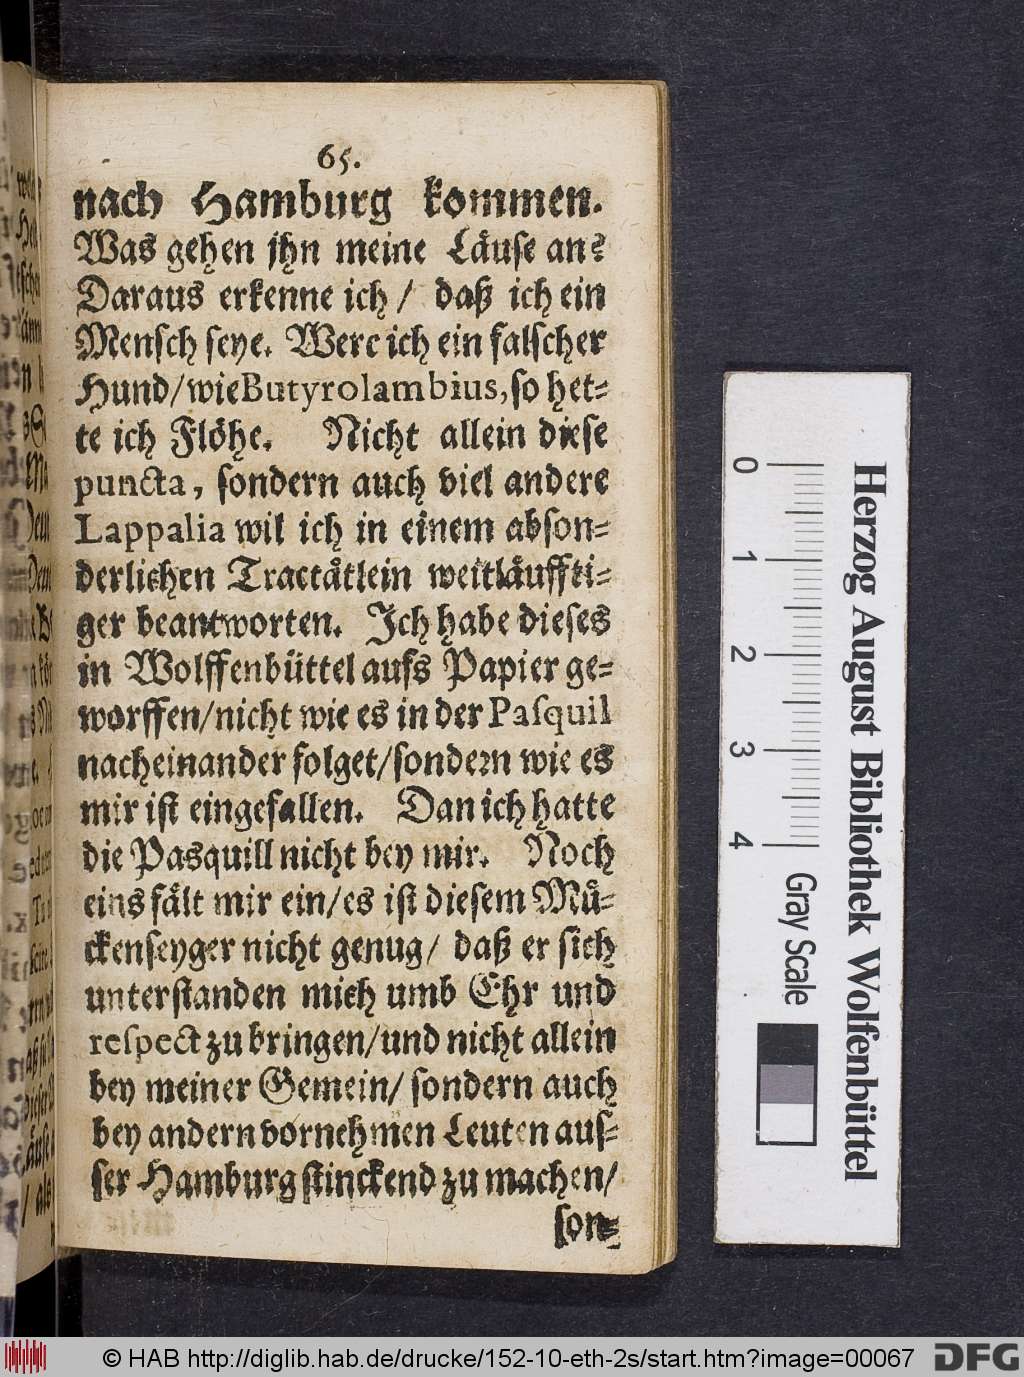 65.
nach Hamburg kommen.
Was gehen jhn meine Läuse an?
Daraus erkenne ich / daß ich ein
Mensch seye. Were ich ein falscher
Hund/wie Butyrolambius, so het-
te ich Flöhe. Nicht allein diese
puncta, sondern auch viel andere
Lappalia wil ich in einem abson-
derlichen Tractätlein weitläuffti-
ger beantworten. Ich habe dieses
in Wolffenbüttel aufs Papier ge-
worffen/nicht wie es in der Pasquil
nacheinander folget/sondern wie es
mir ist eingefallen. Dan ich hatte
die Pasquill nicht bey mir. Noch
eins fält mir ein/es ist diesem Mü-
ckenseyger nicht genug/ daß er sich
unterstanden mich umb Ehr und
respect zu bringen/und nicht allein
bey meiner Gemein/ sondern auch
bey andern vornehmen Leuten aus-
ser Hamburg stinckend zu machen/
son-
0 1 2 3 4
Gray Scale
Herzog August Bibliothek Wolfenbüttel
© HAB http://diglib.hab.de/drucke/152-10-eth-2s/start.htm?image=00067
DFG